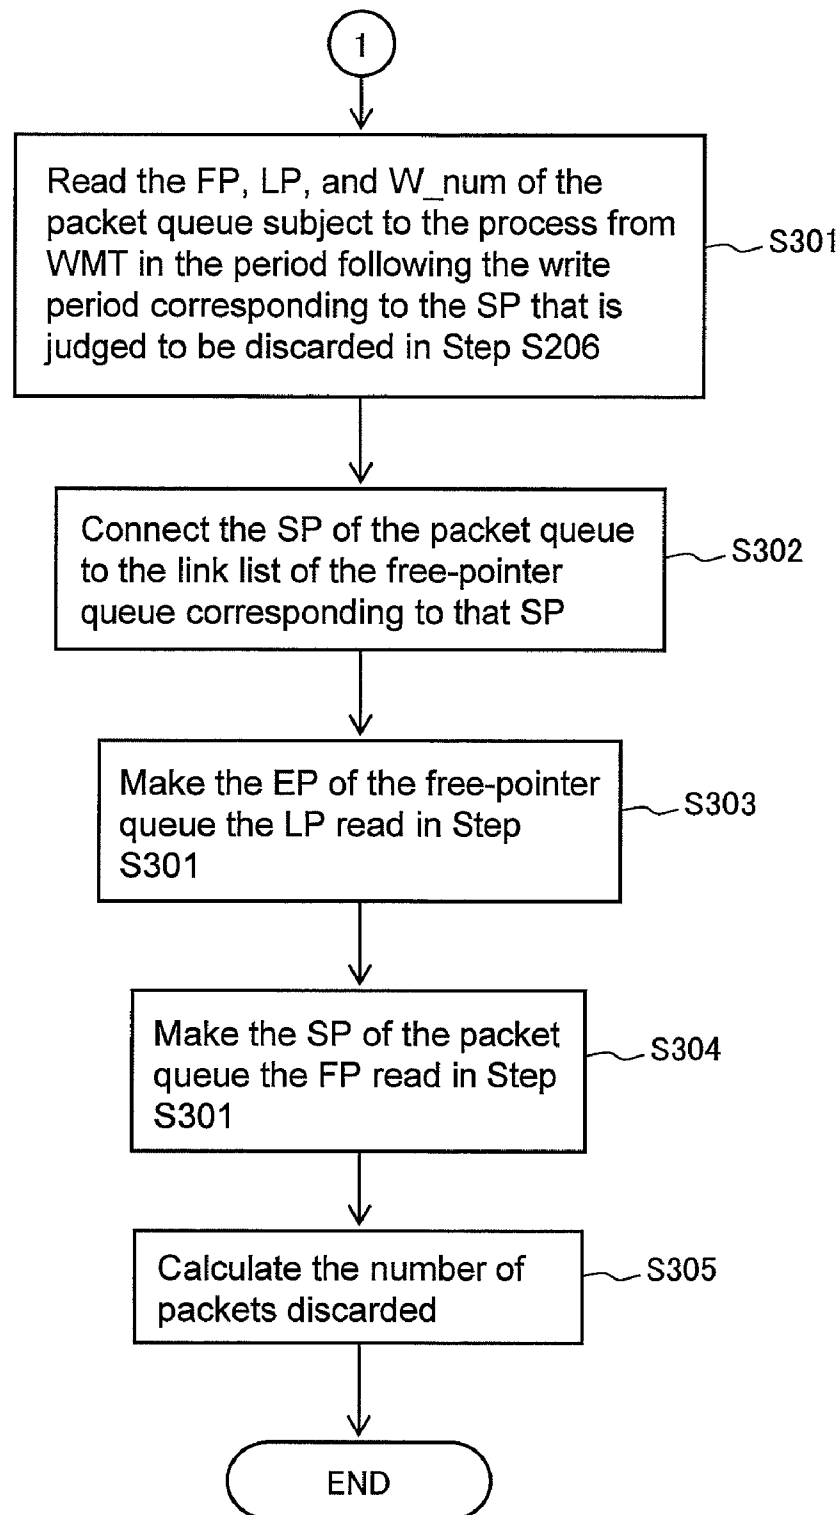 1
Read the FP, LP, and W_num of the
packet queue subject to the process from
WMT in the period following the write
period corresponding to the SP that is
judged to be discarded in Step S206
S301
Connect the SP of the packet queue
to the link list of the free-pointer
queue corresponding to that SP
S302
Make the EP of the free-pointer
queue the LP read in Step
S301
S303
Make the SP of the packet
queue the FP read in Step
S301
S304
Calculate the number of
packets discarded
S305
END